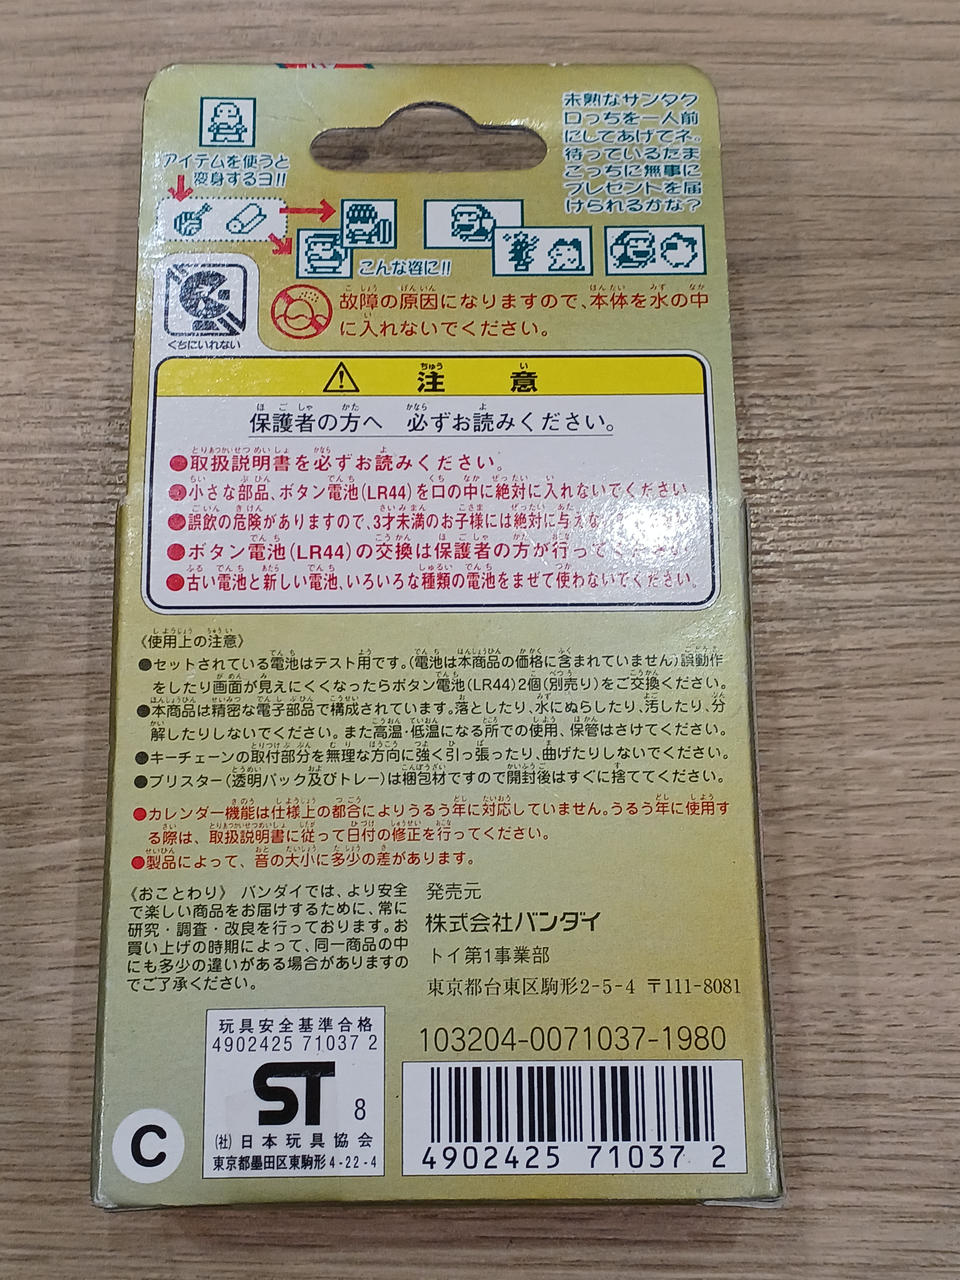 アイテムを使うと
変身するヨ!!
こんな姿に!!
未熟なサンタク
ロっちを一人前
にしてあげてネ。
待っているたま
ごっちに無事に
プレゼントを届
けられるかな?
くちにいれない
故障の原因になりますので、本体を水の中
に入れないでください。
注意
保護者の方へ 必ずお読みください。
●取扱説明書を必ずお読みください。
●小さな部品、ボタン電池(LR44)を口の中に絶対に入れないでください
●誤飲の危険がありますので、3才未満のお子様には絶対に与えな
●ボタン電池(LR44)の交換は保護者の方が行ってください
●古い電池と新しい電池、いろいろな種類の電池をまぜて使わないでください。
《使用上の注意》
●セットされている電池はテスト用です。(電池は本商品の価格に含まれていません)誤動作
をしたり画面が見えにくくなったらボタン電池(LR44)2個(別売り)をご交換ください。
●本商品は精密な電子部品で構成されています。落としたり、水にぬらしたり、汚したり、分
解したりしないでください。また高温・低温になる所での使用、保管はさけてください。
●キーチェーンの取付部分を無理な方向に強く引っ張ったり、曲げたりしないでください。
●ブリスター(透明パック及びトレー)は梱包材ですので開封後はすぐに捨ててください。
●カレンダー機能は仕様上の都合によりうるう年に対応していません。うるう年に使用す
る際は、取扱説明書に従って日付の修正を行ってください。
●製品によって、音の大小に多少の差があります。
《おことわり》 バンダイでは、より安全
で楽しい商品をお届けするために、常に
研究・調査・改良を行っております。お
買い上げの時期によって、同一商品の中
にも多少の違いがある場合がありますの
でご了承ください。
発売元
株式会社バンダイ
トイ第1事業部
東京都台東区駒形2-5-4 〒111-8081
玩具安全基準合格
4902425 71037 2
ST 8
(社)日本玩具協会
東京都墨田区東駒形4-22-4
C
103204-0071037-1980
4902425 71037 2